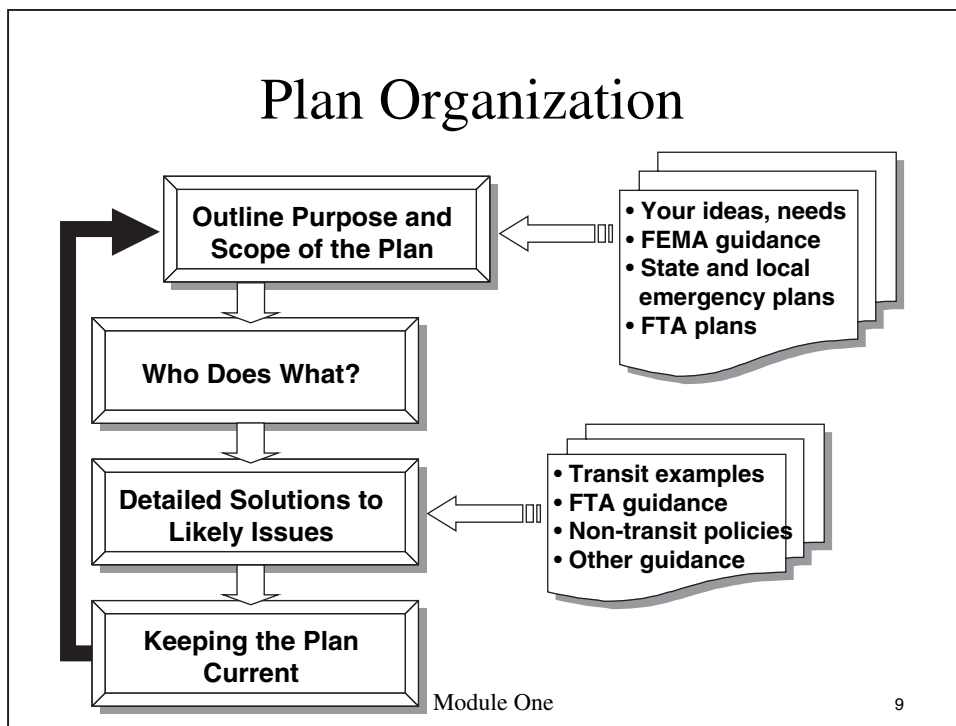 Plan Organization
Outline Purpose and
Scope of the Plan
• Your ideas, needs
• FEMA guidance
• State and local
emergency plans
• FTA plans
Who Does What?
Detailed Solutions to
Likely Issues
• Transit examples
• FTA guidance
• Non-transit policies
• Other guidance
Keeping the Plan
Current
Module One
9